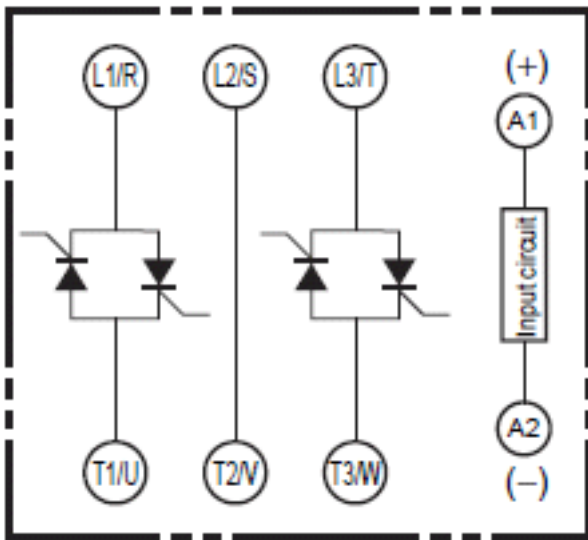 L1/R L2/S L3/T (+)
A1
Input circuit
A2
T1/U T2/V T3/W (−)